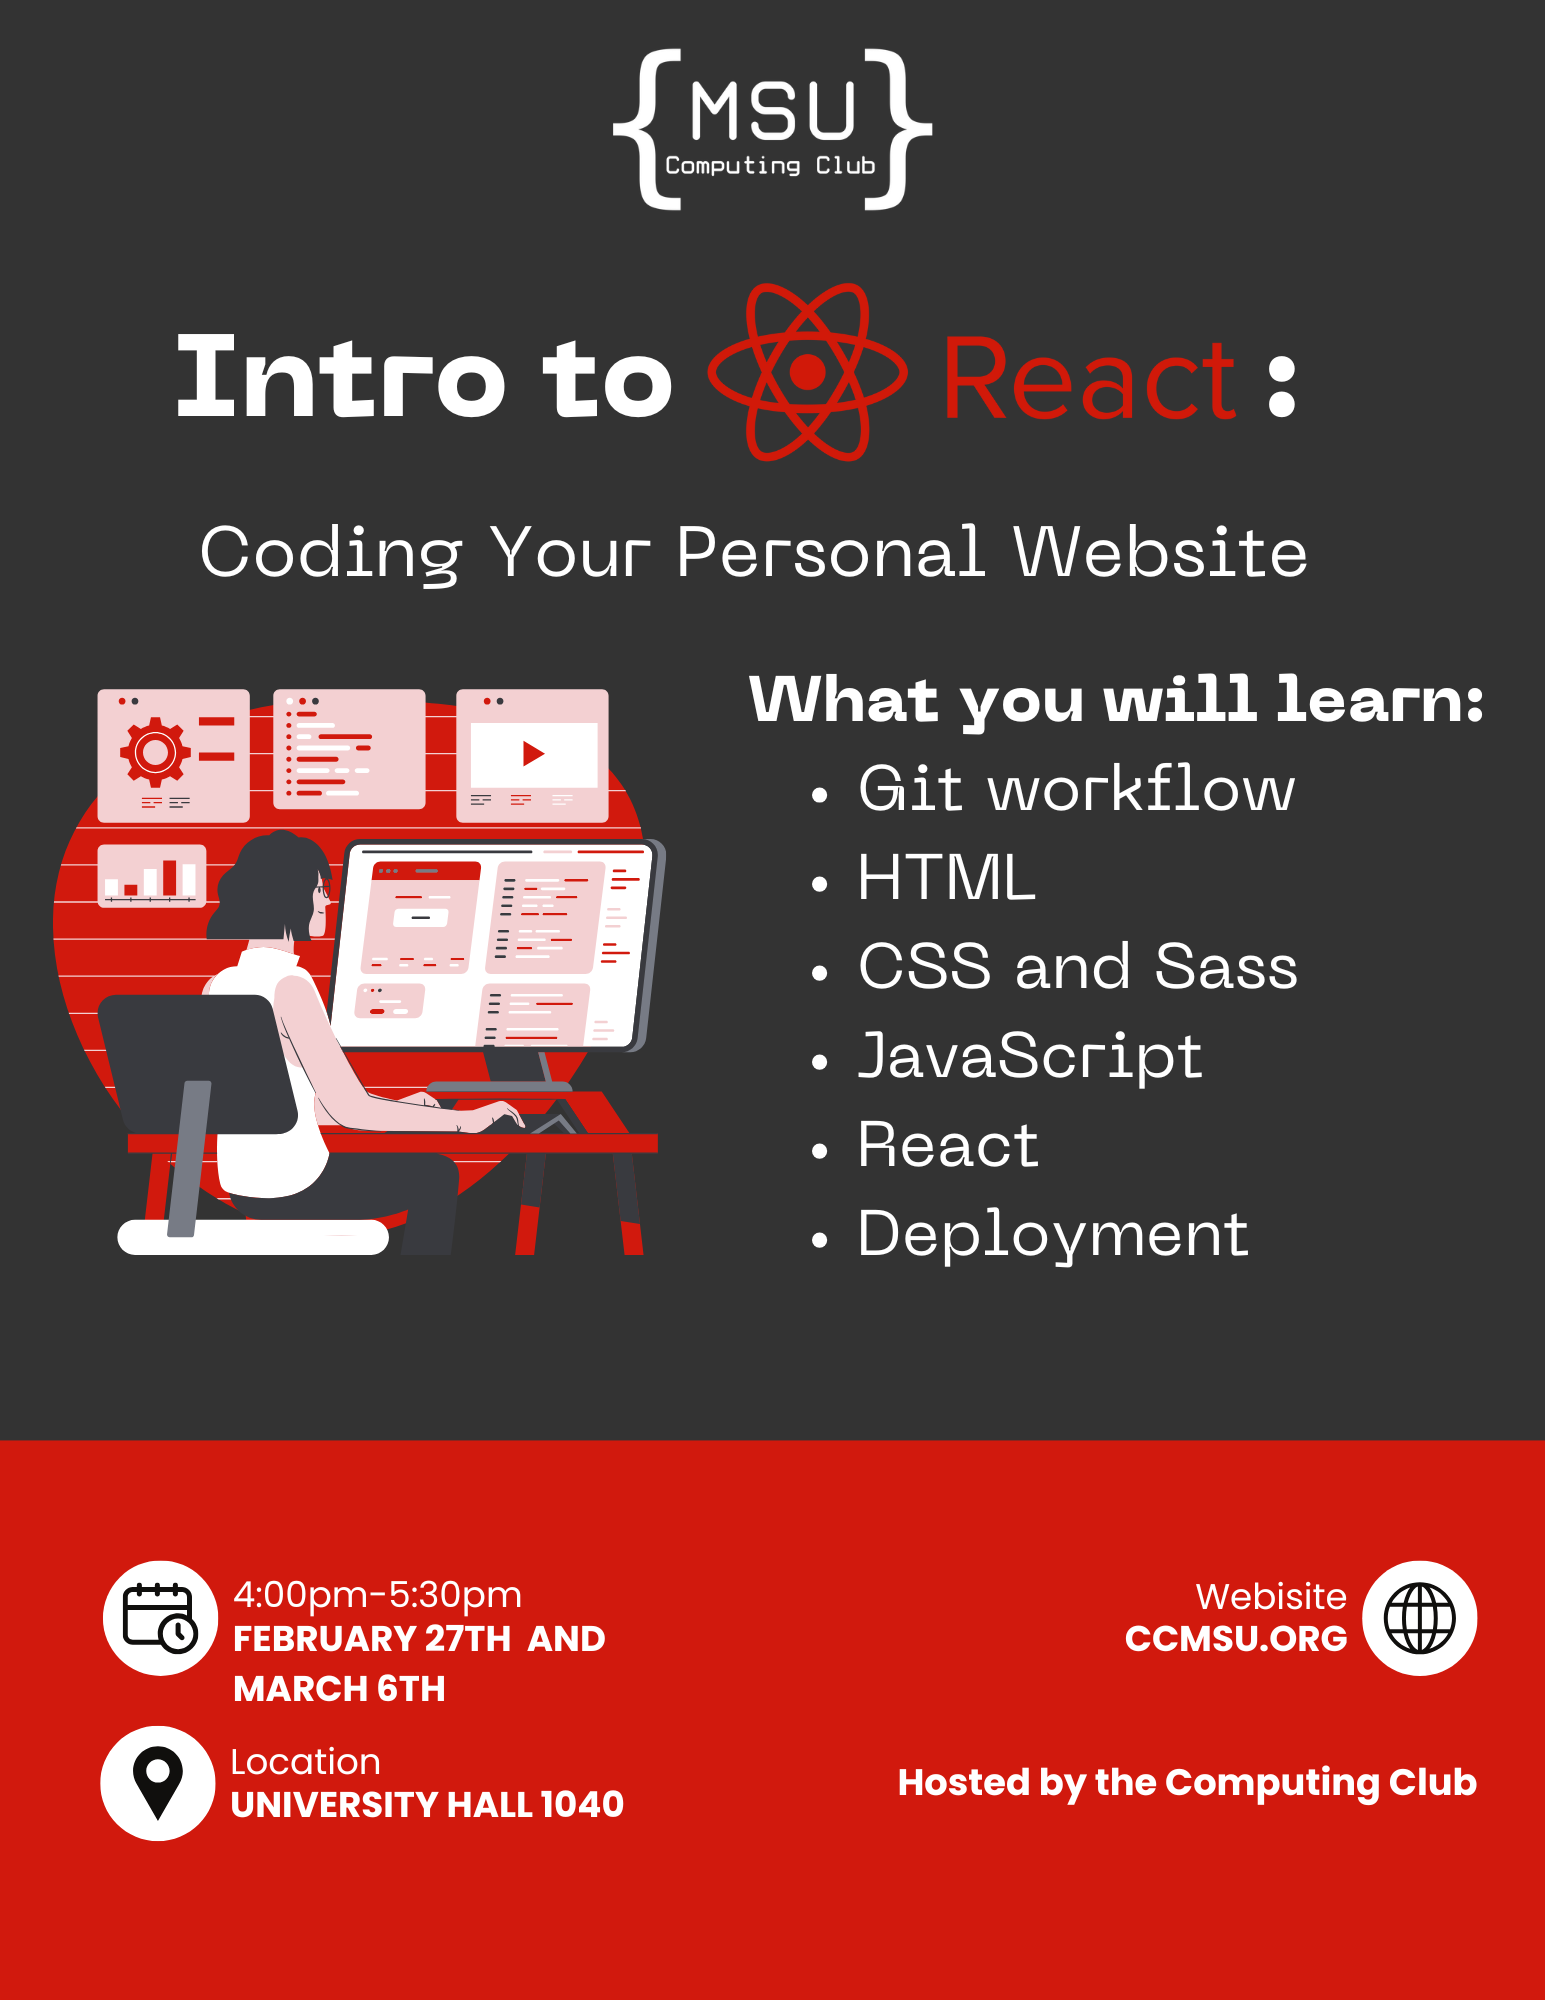 MSU
Computing Club
Intro to React :
Coding Your Personal Website
What you will learn:
• Git workflow
• HTML
• CSS and Sass
• JavaScript
• React
• Deployment
4:00pm-5:30pm
FEBRUARY 27TH AND
MARCH 6TH
Location
UNIVERSITY HALL 1040
Webisite
CCMSU.ORG
Hosted by the Computing Club